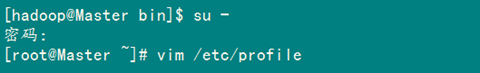 [hadoop@Master bin]$ su -
密码：
[root@Master ~]# vim /etc/profile